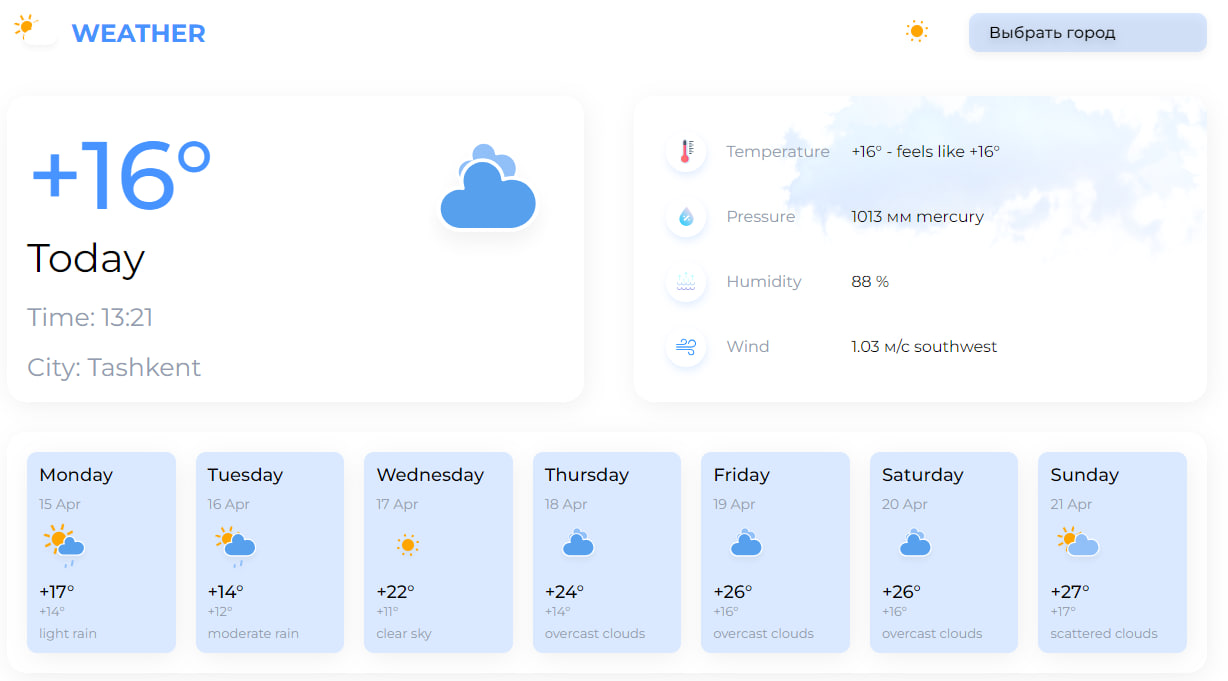 WEATHER
Выбрать город
+16°
Today
Time: 13:21
City: Tashkent
Temperature +16° - feels like +16°
Pressure 1013 мм mercury
Humidity 88 %
Wind 1.03 м/с southwest
Monday
15 Apr
+17°
+14°
light rain
Tuesday
16 Apr
+14°
+12°
moderate rain
Wednesday
17 Apr
+22°
+11°
clear sky
Thursday
18 Apr
+24°
+14°
overcast clouds
Friday
19 Apr
+26°
+16°
overcast clouds
Saturday
20 Apr
+26°
+16°
overcast clouds
Sunday
21 Apr
+27°
+17°
scattered clouds